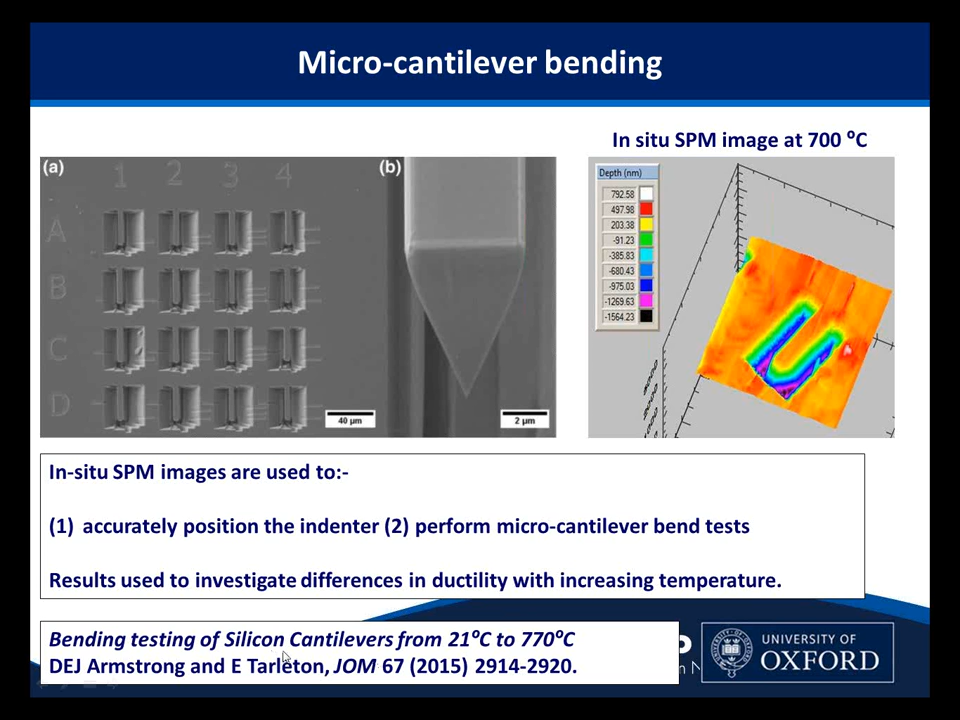 Micro-cantilever bending
In situ SPM image at 700 ⁰C
(a)
1 2 3 4
A
B
C
D
40 µm
(b)
2 µm
Depth (nm)
792.58
497.98
203.38
-91.23
-385.83
-680.43
-975.03
-1269.63
-1564.23
In-situ SPM images are used to:-
(1) accurately position the indenter (2) perform micro-cantilever bend tests
Results used to investigate differences in ductility with increasing temperature.
Bending testing of Silicon Cantilevers from 21⁰C to 770⁰C
DEJ Armstrong and E Tarleton, JOM 67 (2015) 2914-2920.
UNIVERSITY OF
OXFORD